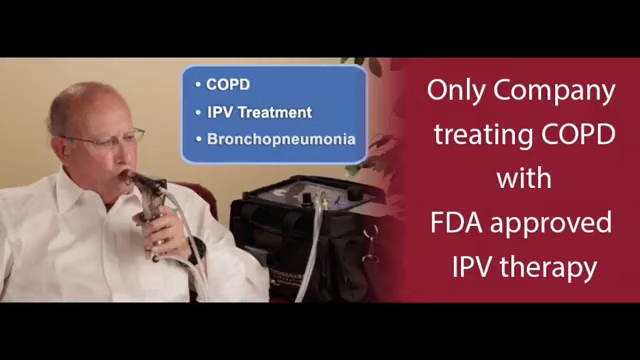 • COPD
• IPV Treatment
• Bronchopneumonia
Only Company
treating COPD
with
FDA approved
IPV therapy